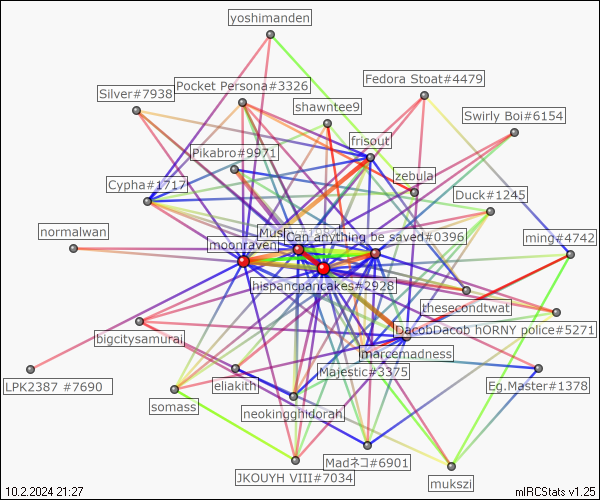 yoshimanden
Fedora Stoat#4479
Pocket Persona#3326
Silver#7938
shawntee9
Swirly Boi#6154
frisout
Pikabro#9971
zebula
Cypha#1717
Duck#1245
normalwan
Can anything be saved#0396
ming#4742
moonraven
hispancpancakes#2928
thesecondtwat
DacobDacob hORNY police#5271
bigcitysamurai
marcemadness
Majestic#3375
LPK2387 #7690
eliakith
Eg.Master#1378
somass
neokingghidorah
Madネコ#6901
JKOUYH VIII#7034
mukszi
10.2.2024 21:27
mIRCStats v1.25